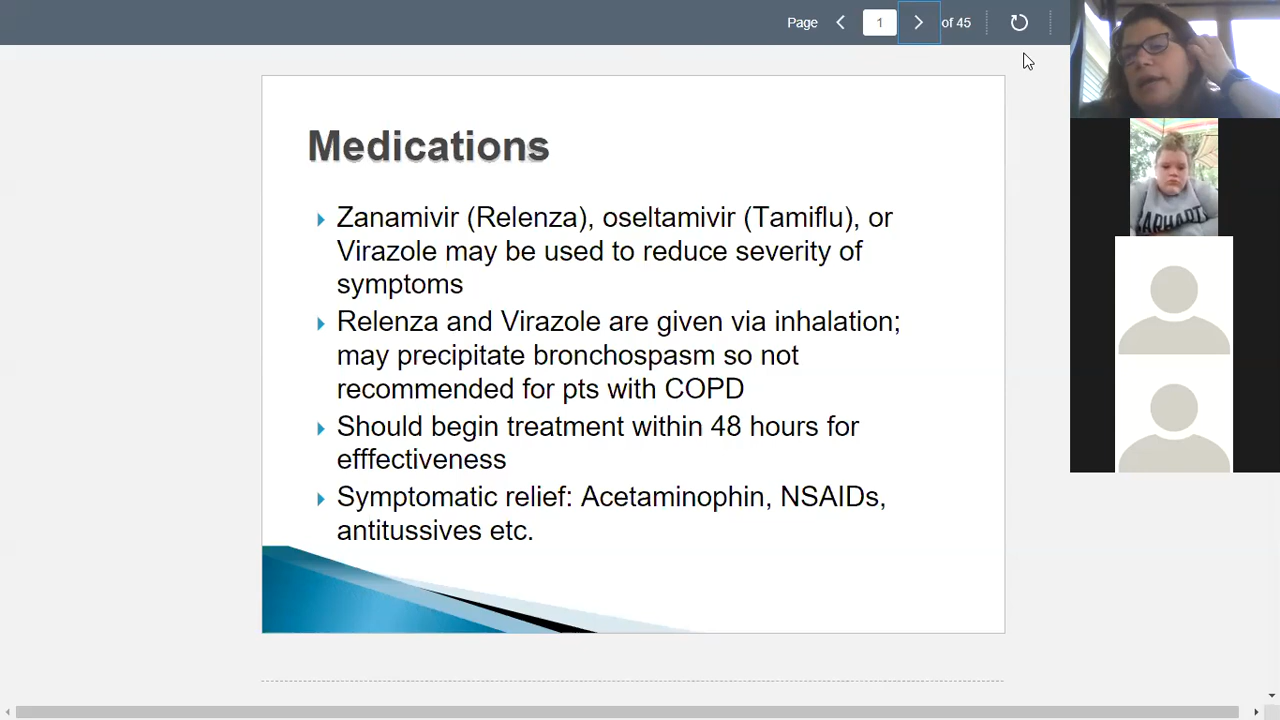 Page 1 of 45
Medications
Zanamivir (Relenza), oseltamivir (Tamiflu), or
Virazole may be used to reduce severity of
symptoms
Relenza and Virazole are given via inhalation;
may precipitate bronchospasm so not
recommended for pts with COPD
Should begin treatment within 48 hours for
efffectiveness
Symptomatic relief: Acetaminophin, NSAIDs,
antitussives etc.
CARHARTT